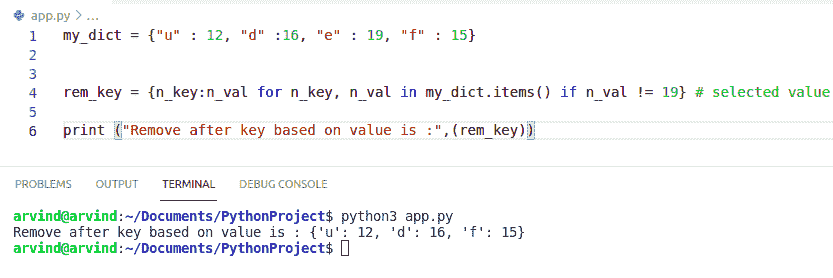 app.py > ...
1 my_dict = {"u" : 12, "d" :16, "e" : 19, "f" : 15}
2
3
4 rem_key = {n_key:n_val for n_key, n_val in my_dict.items() if n_val != 19} # selected value
5
6 print ("Remove after key based on value is :",(rem_key))
PROBLEMS OUTPUT TERMINAL DEBUG CONSOLE
arvind@arvind:~/Documents/PythonProject$ python3 app.py
Remove after key based on value is : {'u': 12, 'd': 16, 'f': 15}
arvind@arvind:~/Documents/PythonProject$